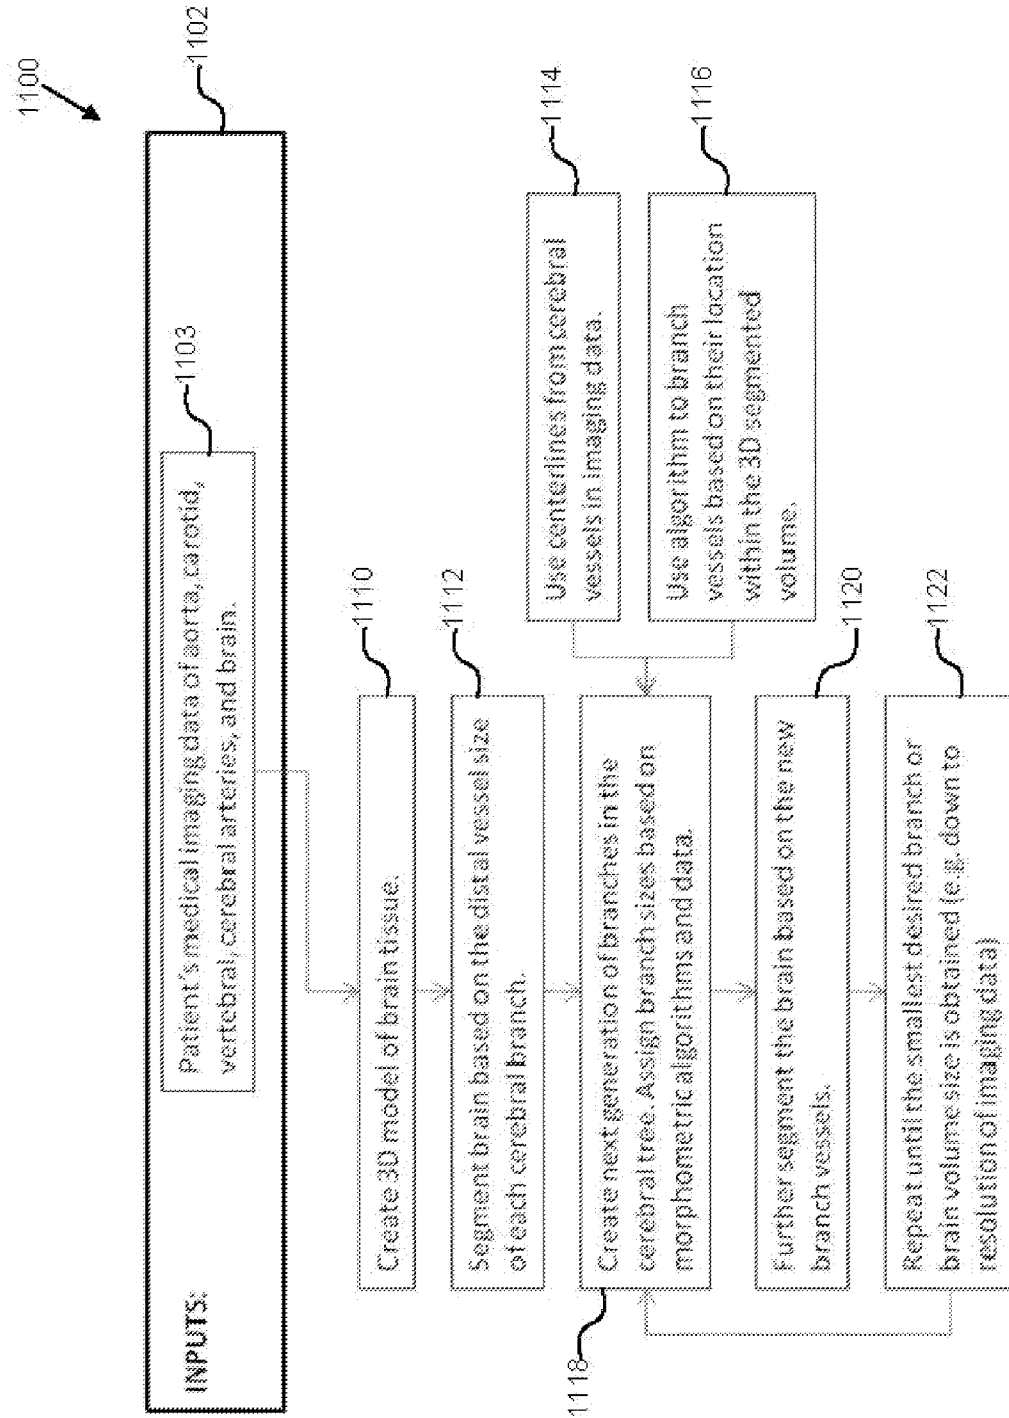 1100
1102
INPUTS:
1103
Patient's medical imaging data of aorta, carotid,
vertebral, cerebral arteries, and brain.
1110
Create 3D model of brain tissue.
1112
Segment brain based on the distal vessel size
of each cerebral branch.
1114
Use centerlines from cerebral
vessels in imaging data.
1116
Use algorithm to branch
vessels based on their location
within the 3D segmented
volume.
1118
Create next generation of branches in the
cerebral tree. Assign branch sizes based on
morphometric algorithms and data.
1120
Further segment the brain based on the new
branch vessels.
1122
Repeat until the smallest desired branch or
brain volume size is obtained (e.g. down to
resolution of imaging data)